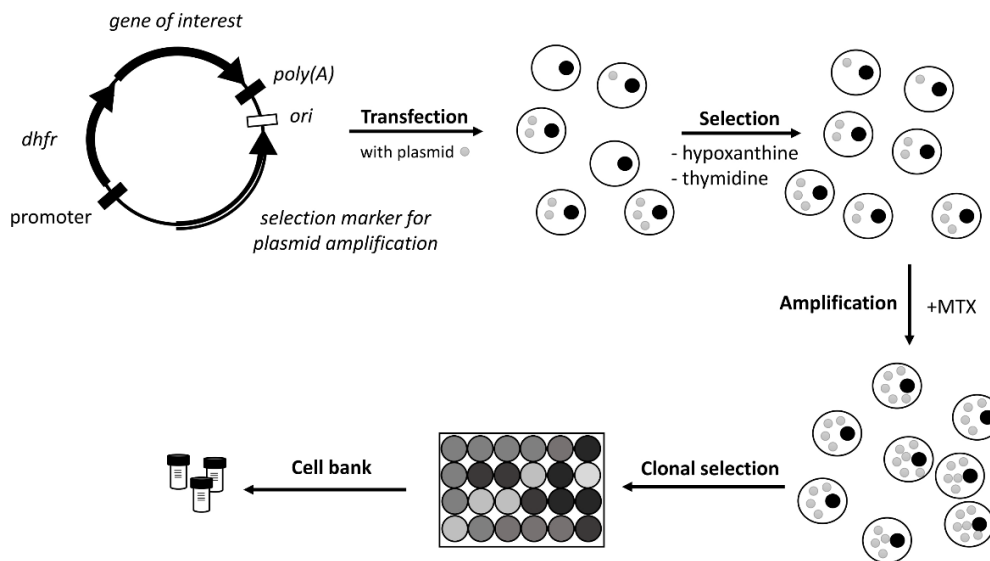 gene of interest
poly(A)
ori
dhfr
promoter
selection marker for
plasmid amplification
Transfection
with plasmid
Selection
- hypoxanthine
- thymidine
Amplification
+MTX
Clonal selection
Cell bank